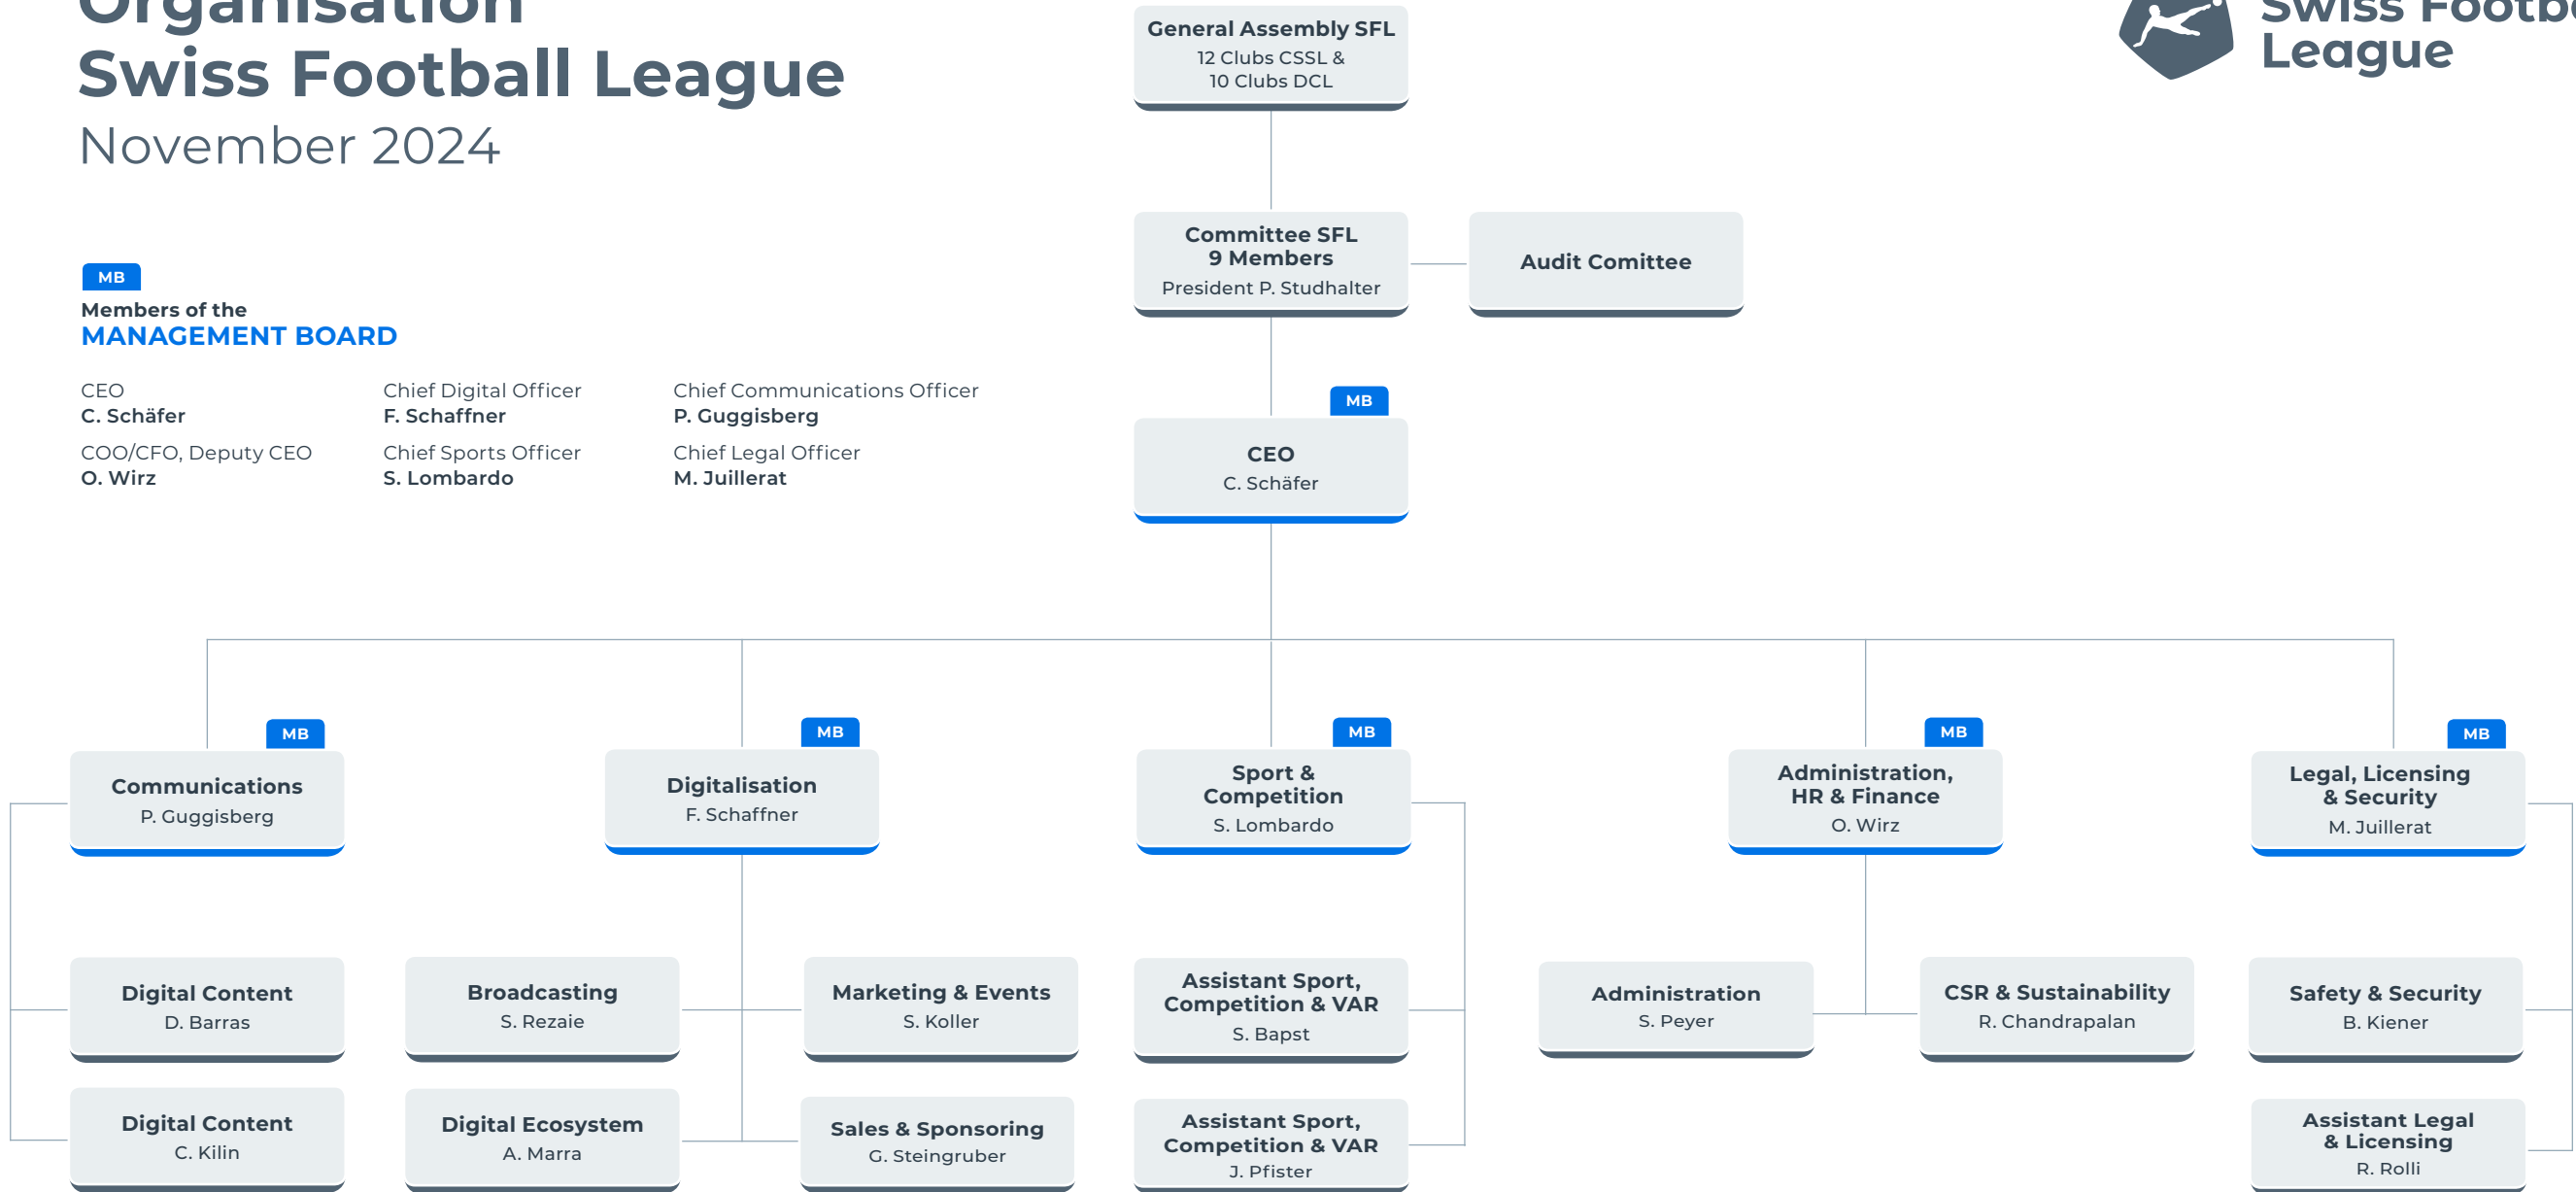 Organisation
Swiss Football League
November 2024
Swiss Footb
League
General Assembly SFL
12 Clubs CSSL &
10 Clubs DCL
Committee SFL
9 Members
President P. Studhalter
Audit Comittee
MB
Members of the
MANAGEMENT BOARD
CEO
C. Schäfer
Chief Digital Officer
F. Schaffner
Chief Communications Officer
P. Guggisberg
COO/CFO, Deputy CEO
O. Wirz
Chief Sports Officer
S. Lombardo
Chief Legal Officer
M. Juillerat
MB
CEO
C. Schäfer
MB
Communications
P. Guggisberg
MB
Digitalisation
F. Schaffner
MB
Sport &
Competition
S. Lombardo
MB
Administration,
HR & Finance
O. Wirz
MB
Legal, Licensing
& Security
M. Juillerat
Digital Content
D. Barras
Broadcasting
S. Rezaie
Marketing & Events
S. Koller
Assistant Sport,
Competition & VAR
S. Bapst
Administration
S. Peyer
CSR & Sustainability
R. Chandrapalan
Safety & Security
B. Kiener
Digital Content
C. Kilin
Digital Ecosystem
A. Marra
Sales & Sponsoring
G. Steingruber
Assistant Sport,
Competition & VAR
J. Pfister
Assistant Legal
& Licensing
R. Rolli